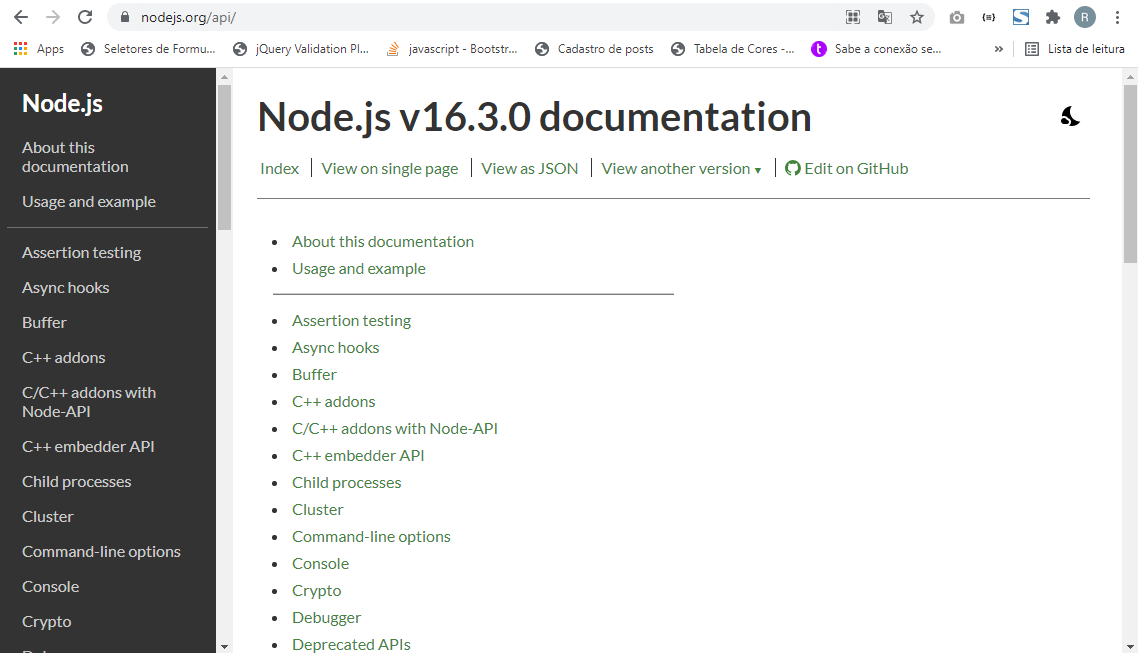 nodejs.org/api/
R
Apps
Seletores de Formu...
jQuery Validation Pl...
javascript - Bootstr...
Cadastro de posts
Tabela de Cores -...
t
Sabe a conexão se...
»
Lista de leitura
Node.js
About this
documentation
Usage and example
Assertion testing
Async hooks
Buffer
C++ addons
C/C++ addons with
Node-API
C++ embedder API
Child processes
Cluster
Command-line options
Console
Crypto
Node.js v16.3.0 documentation
Index
View on single page
View as JSON
View another version ▼
Edit on GitHub
About this documentation
Usage and example
Assertion testing
Async hooks
Buffer
C++ addons
C/C++ addons with Node-API
C++ embedder API
Child processes
Cluster
Command-line options
Console
Crypto
Debugger
Deprecated APIs